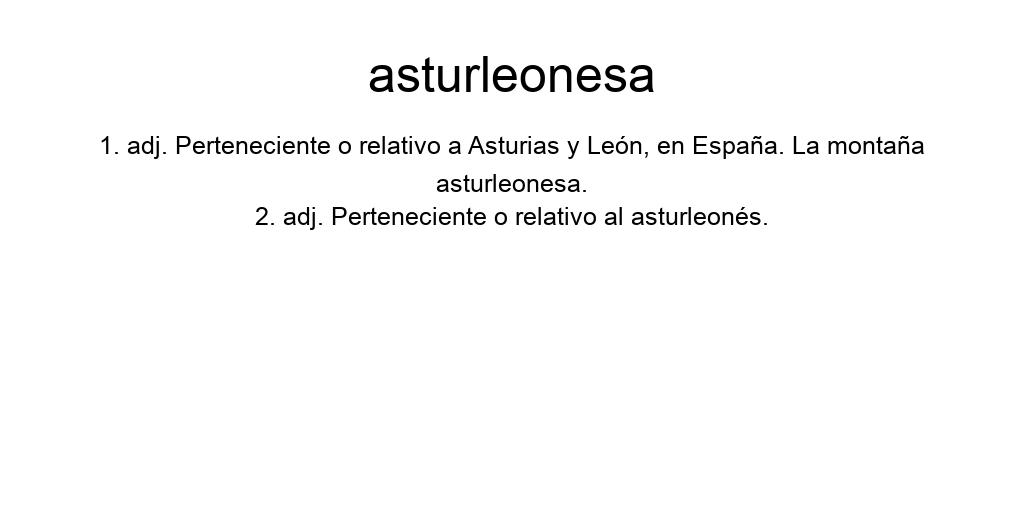 asturleonesa
1. adj. Perteneciente o relativo a Asturias y León, en España. La montaña
asturleonesa.
2. adj. Perteneciente o relativo al asturleonés.